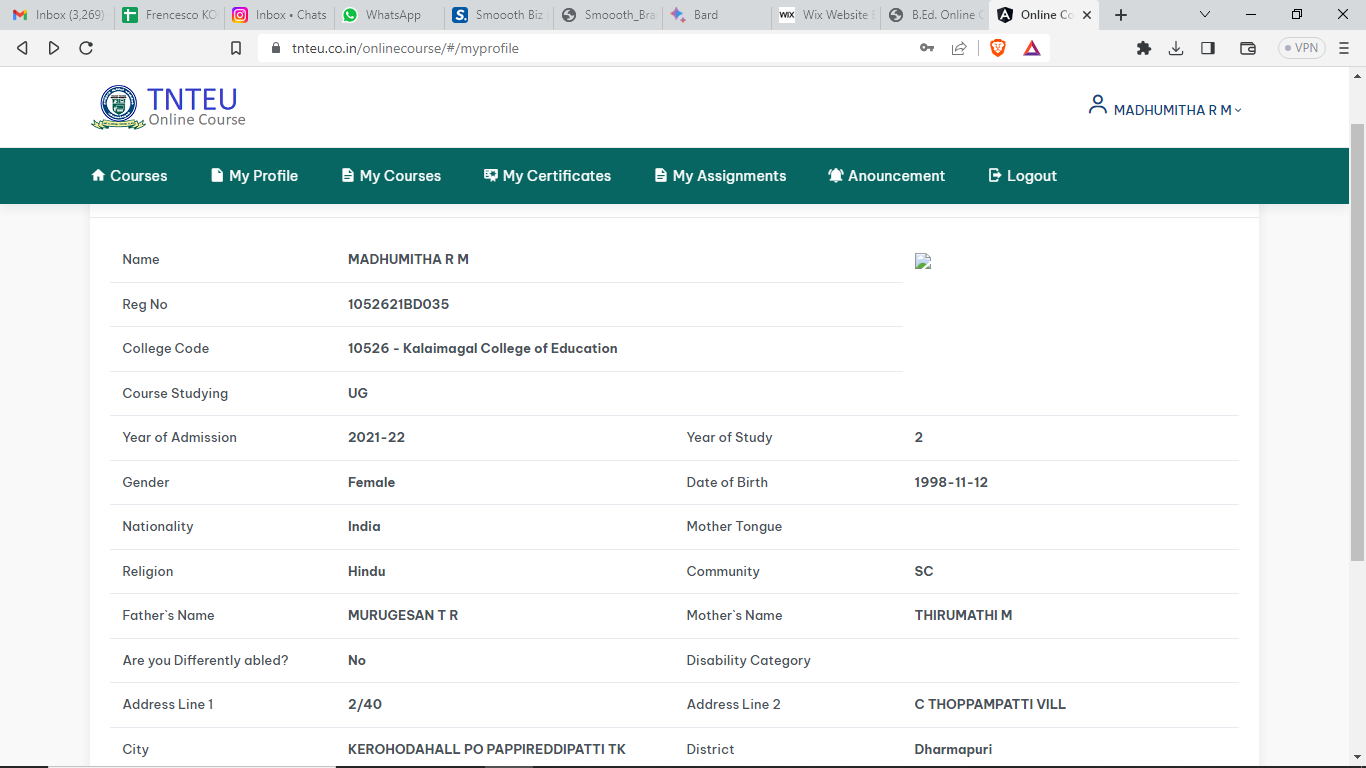 Inbox (3,269)
Frencesco KO
Inbox • Chats
WhatsApp
Smoooth Biz
Smoooth_Bra
Bard
WIX Wix Website E
B.Ed. Online C
Online Co
tnteu.co.in/onlinecourse/#/myprofile
VPN
TNTEU
Online Course
MADHUMITHA R M
Courses My Profile My Courses My Certificates My Assignments Anouncement Logout
Name MADHUMITHA R M
Reg No 1052621BD035
College Code 10526 - Kalaimagal College of Education
Course Studying UG
Year of Admission 2021-22 Year of Study 2
Gender Female Date of Birth 1998-11-12
Nationality India Mother Tongue
Religion Hindu Community SC
Father`s Name MURUGESAN T R Mother`s Name THIRUMATHI M
Are you Differently abled? No Disability Category
Address Line 1 2/40 Address Line 2 C THOPPAMPATTI VILL
City KEROHODAHALL PO PAPPIREDDIPATTI TK District Dharmapuri